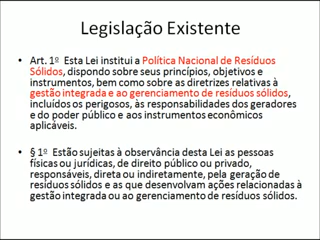 Legislação Existente
• Art. 1º Esta Lei institui a Política Nacional de Resíduos
Sólidos, dispondo sobre seus princípios, objetivos e
instrumentos, bem como sobre as diretrizes relativas à
gestão integrada e ao gerenciamento de resíduos sólidos,
incluídos os perigosos, às responsabilidades dos geradores
e do poder público e aos instrumentos econômicos
aplicáveis.
• § 1º Estão sujeitas à observância desta Lei as pessoas
físicas ou jurídicas, de direito público ou privado,
responsáveis, direta ou indiretamente, pela geração de
resíduos sólidos e as que desenvolvam ações relacionadas à
gestão integrada ou ao gerenciamento de resíduos sólidos.